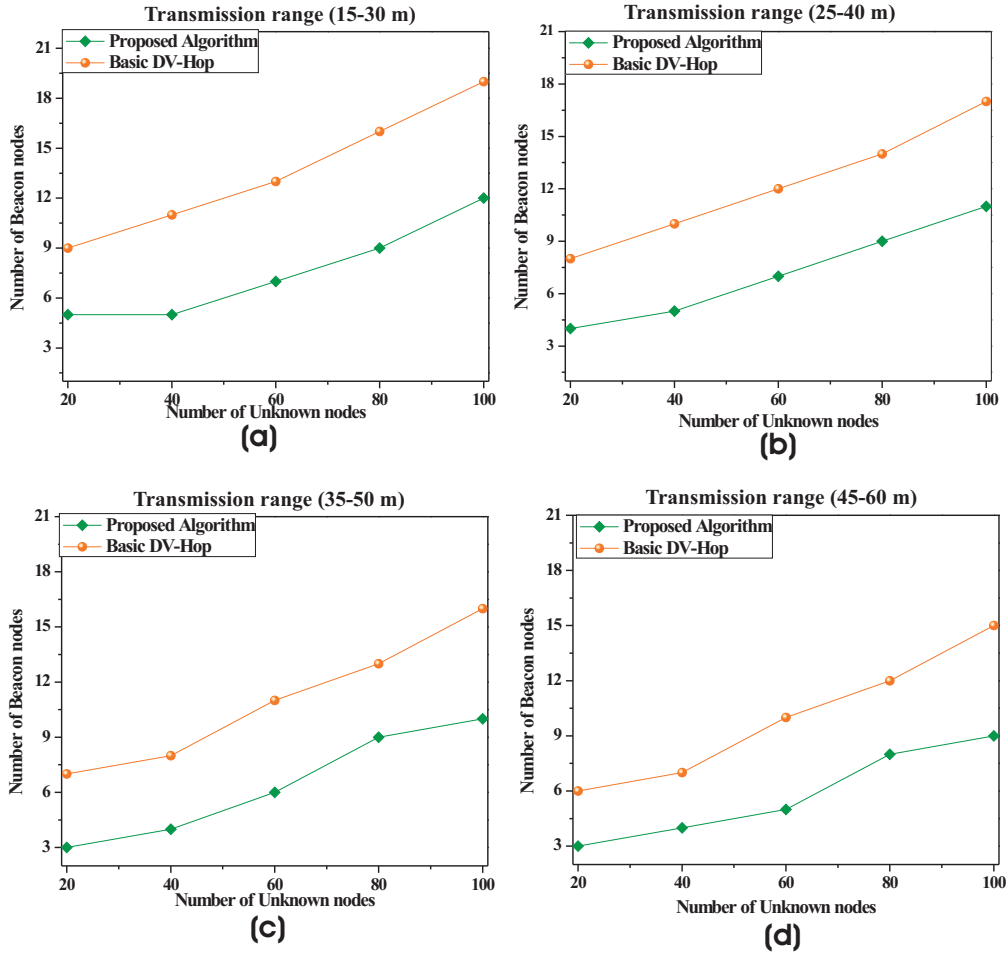 Transmission range (15-30 m)
21
18
15
12
9
6
3
Number of Beacon nodes
Proposed Algorithm
Basic DV-Hop
20
40
60
80
100
Number of Unknown nodes
(a)
Transmission range (25-40 m)
21
18
15
12
9
6
3
Number of Beacon nodes
Proposed Algorithm
Basic DV-Hop
20
40
60
80
100
Number of Unknown nodes
(b)
Transmission range (35-50 m)
21
18
15
12
9
6
3
Number of Beacon nodes
Proposed Algorithm
Basic DV-Hop
20
40
60
80
100
Number of Unknown nodes
(c)
Transmission range (45-60 m)
21
18
15
12
9
6
3
Number of Beacon nodes
Proposed Algorithm
Basic DV-Hop
20
40
60
80
100
Number of Unknown nodes
(d)